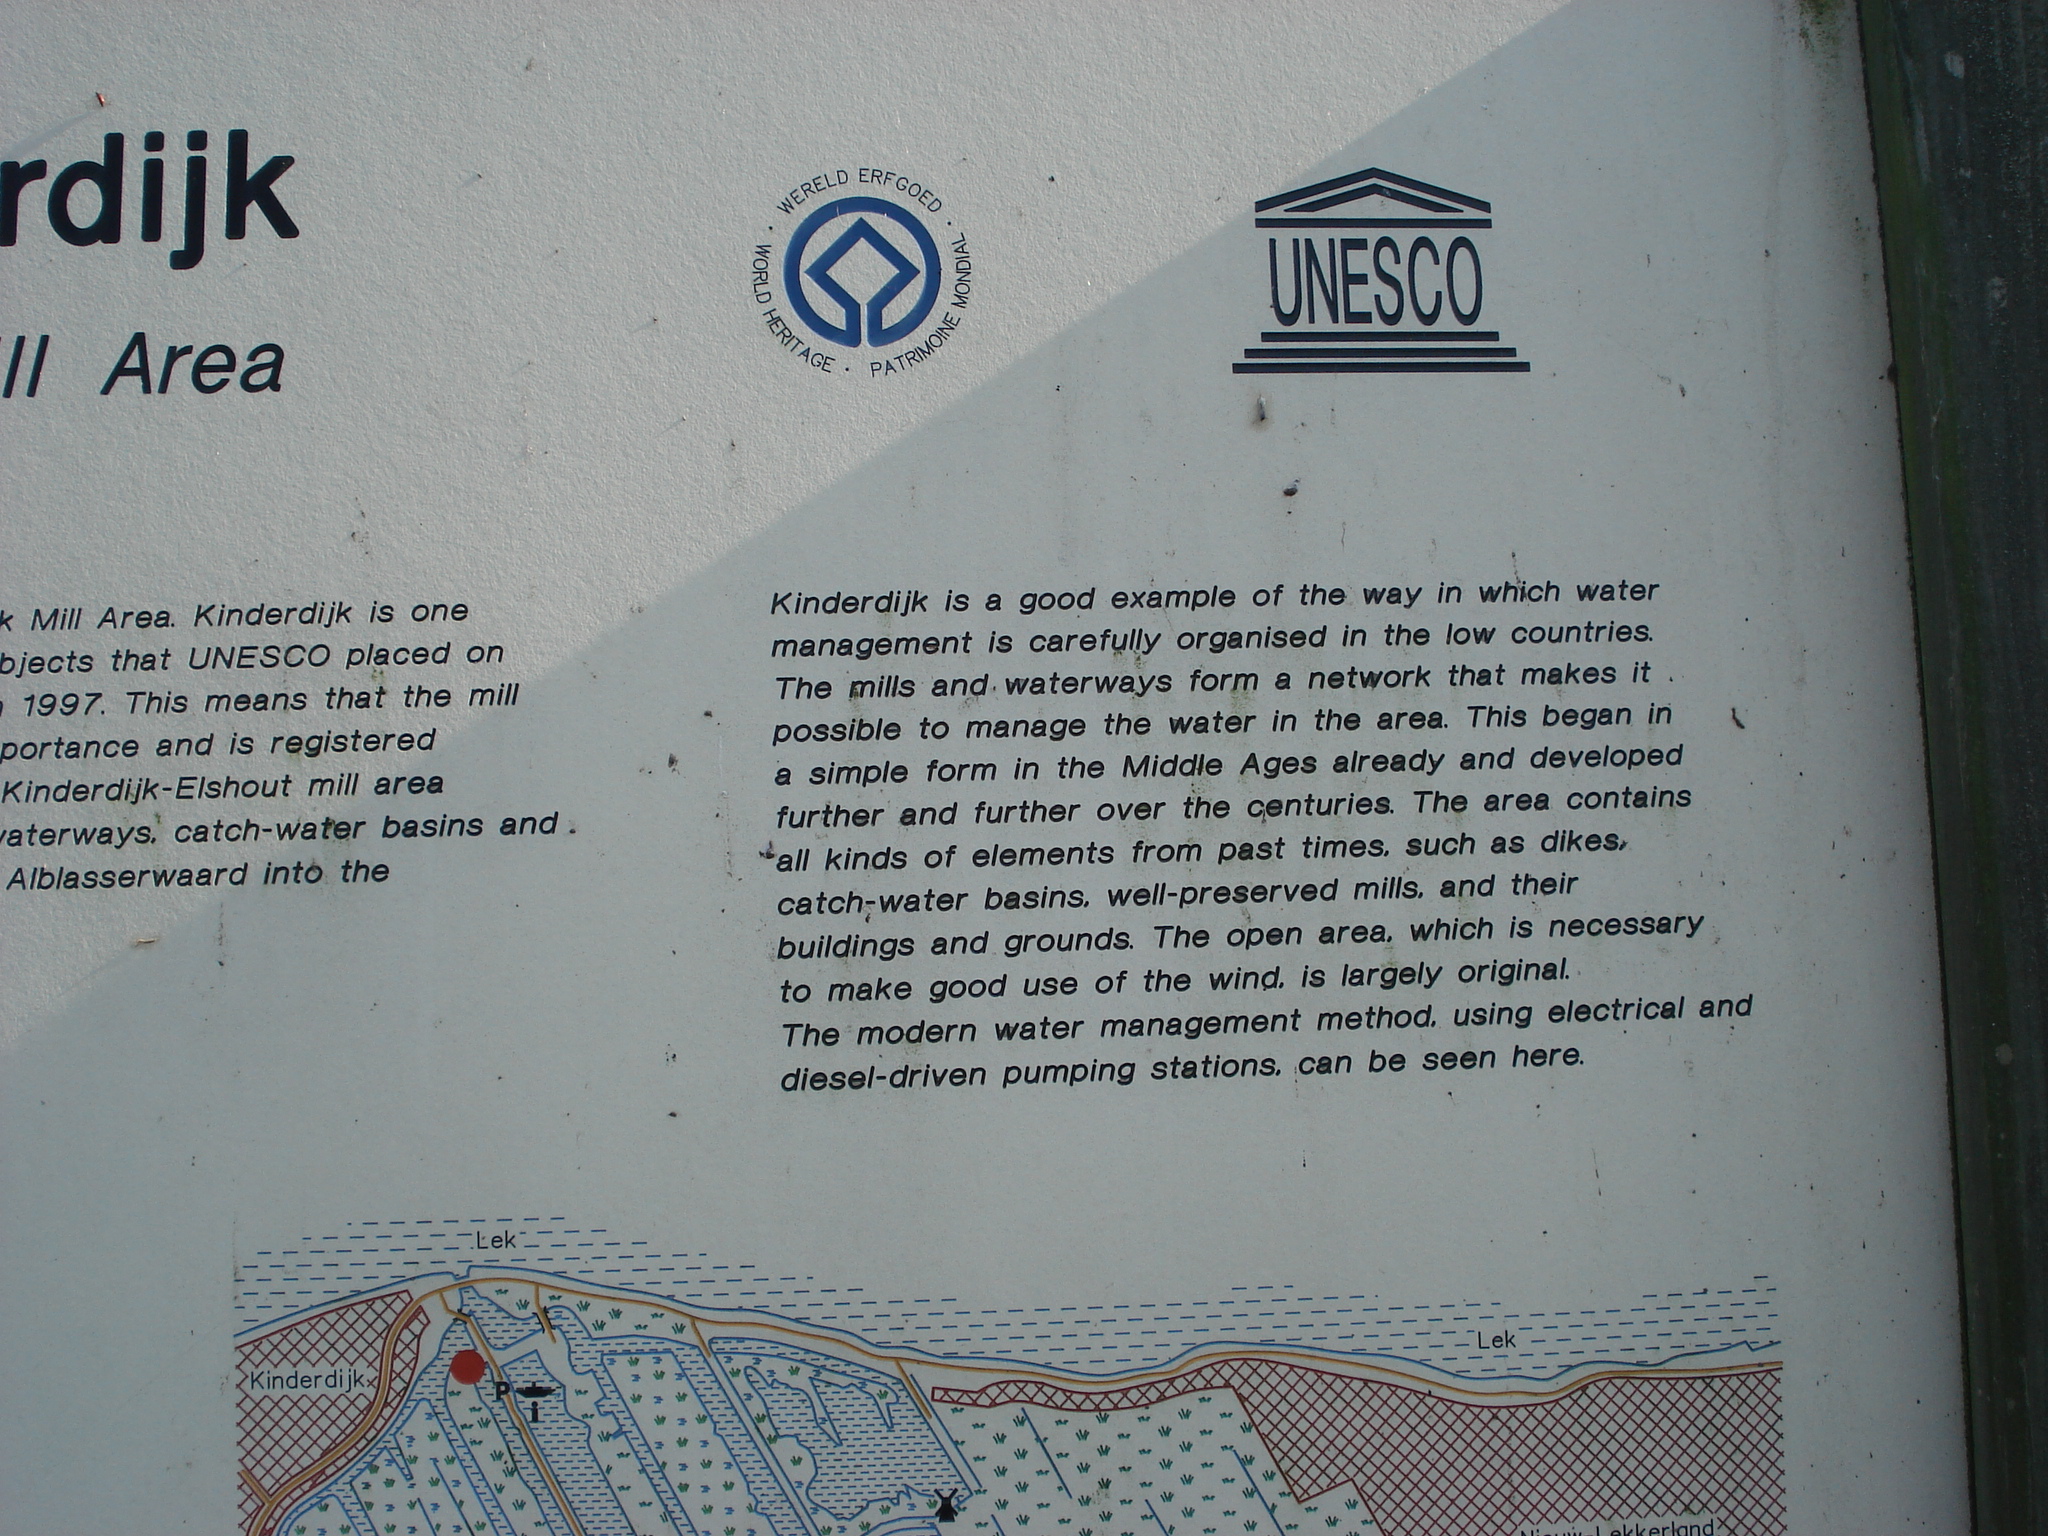 rdijk
ll Area
WERELD ERFGOED · PATRIMOINE MONDIAL · WORLD HERITAGE ·
UNESCO
k Mill Area. Kinderdijk is one
bjects that UNESCO placed on
n 1997. This means that the mill
portance and is registered
Kinderdijk-Elshout mill area
waterways, catch-water basins and
Alblasserwaard into the
Kinderdijk is a good example of the way in which water
management is carefully organised in the low countries.
The mills and waterways form a network that makes it
possible to manage the water in the area. This began in
a simple form in the Middle Ages already and developed
further and further over the centuries. The area contains
all kinds of elements from past times, such as dikes,
catch-water basins, well-preserved mills, and their
buildings and grounds. The open area, which is necessary
to make good use of the wind, is largely original.
The modern water management method, using electrical and
diesel-driven pumping stations, can be seen here.
Lek
Lek
Kinderdijk
P
i
Nieuw-Lekkerland